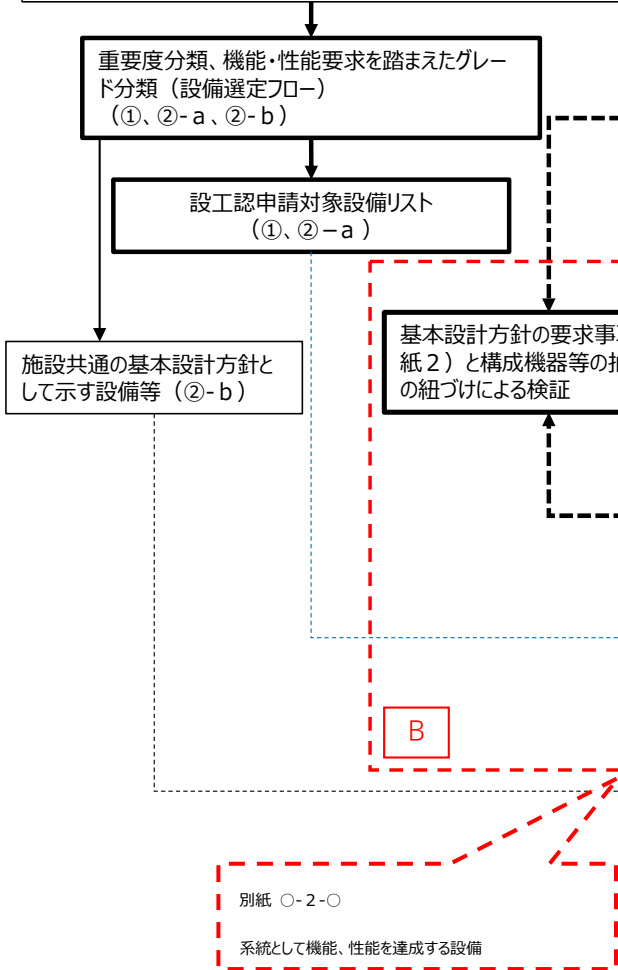 重要度分類、機能・性能要求を踏まえたグレー
ド分類（設備選定フロー）
（①、②-ａ、②-ｂ）
設工認申請対象設備リスト
（①、②－ａ）
基本設計方針の要求事
紙２）と構成機器等の
の紐づけによる検証
施設共通の基本設計方針と
して示す設備等（②-ｂ）
B
別紙 ○-２-○
系統として機能、性能を達成する設備